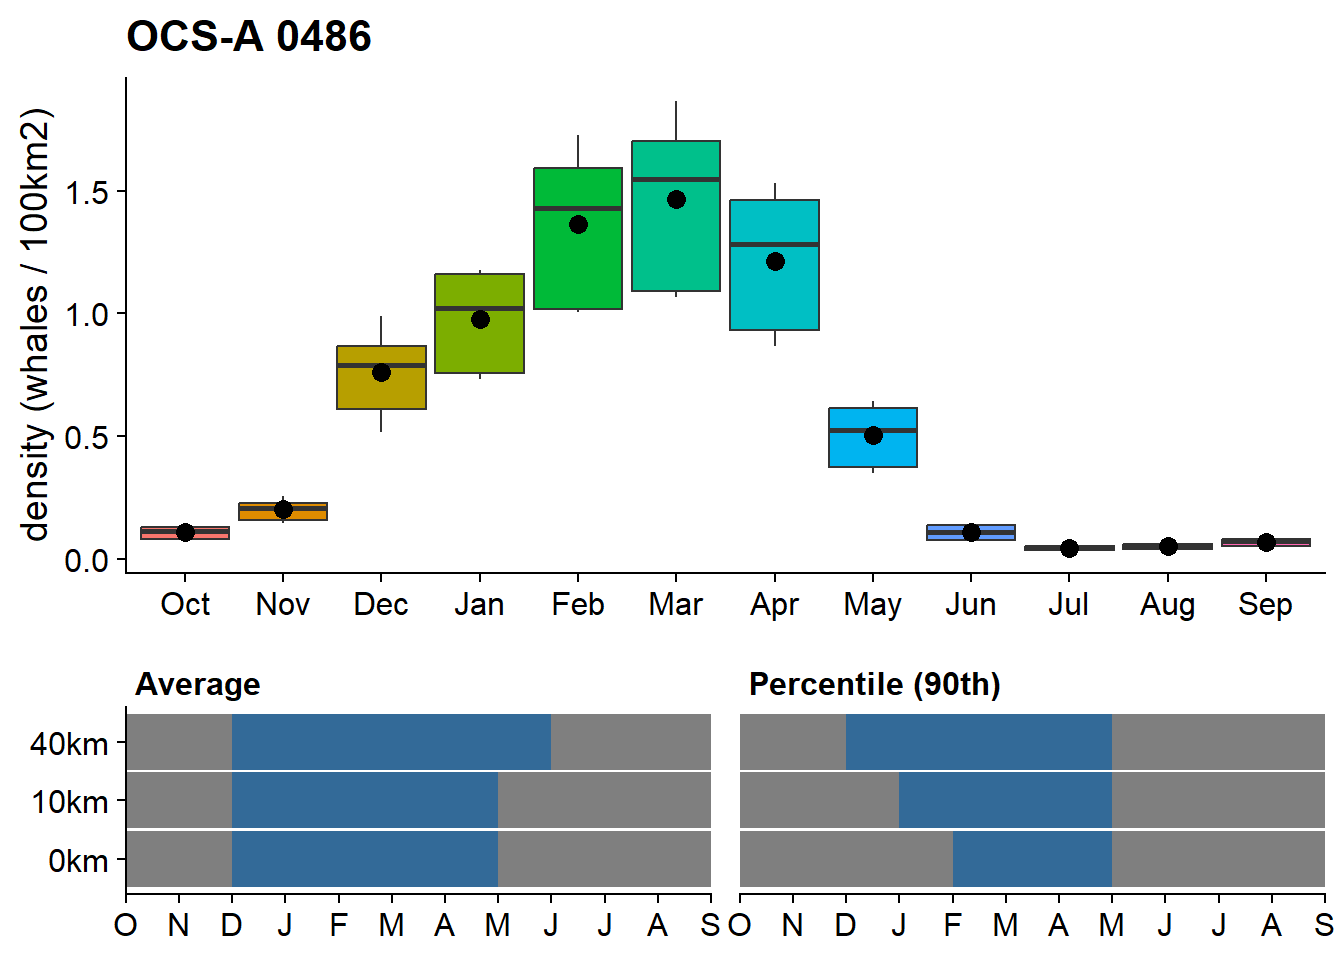 OCS-A 0486
density (whales / 100km2)
1.5
1.0
0.5
0.0
Oct Nov Dec Jan Feb Mar Apr May Jun Jul Aug Sep
Average
Percentile (90th)
40km
10km
0km
O N D J F M A M J J A S
O N D J F M A M J J A S